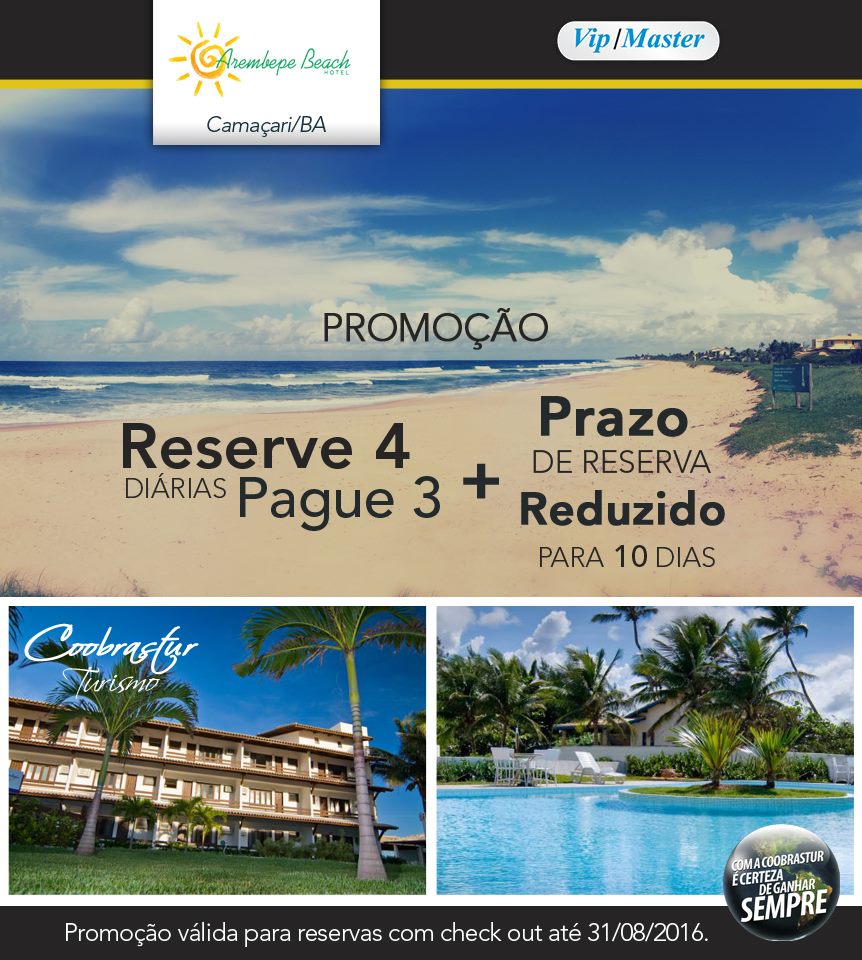 Arembepe Beach
HOTEL
Camaçari/BA
Vip/Master
PROMOÇÃO
Reserve 4
DIÁRIAS Pague 3
+
Prazo
DE RESERVA
Reduzido
PARA 10 DIAS
Coobrastur
Turismo
COM A COOBRASTUR
É CERTEZA
DE GANHAR
SEMPRE
Promoção válida para reservas com check out até 31/08/2016.